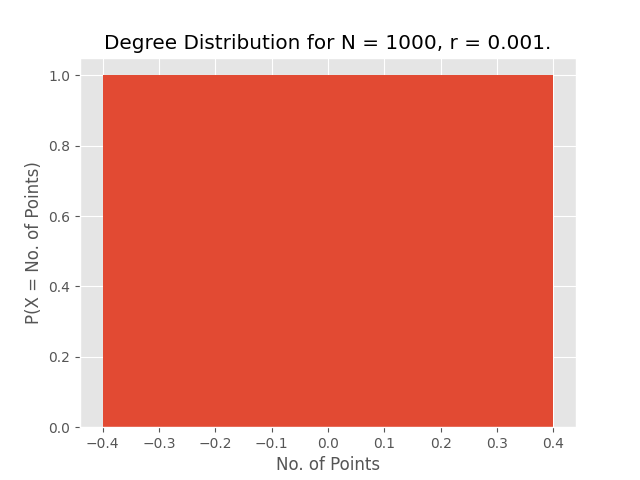 Degree Distribution for N = 1000, r = 0.001.
1.0
0.8
0.6
0.4
0.2
0.0
P(X = No. of Points)
−0.4 −0.3 −0.2 −0.1 0.0 0.1 0.2 0.3 0.4
No. of Points